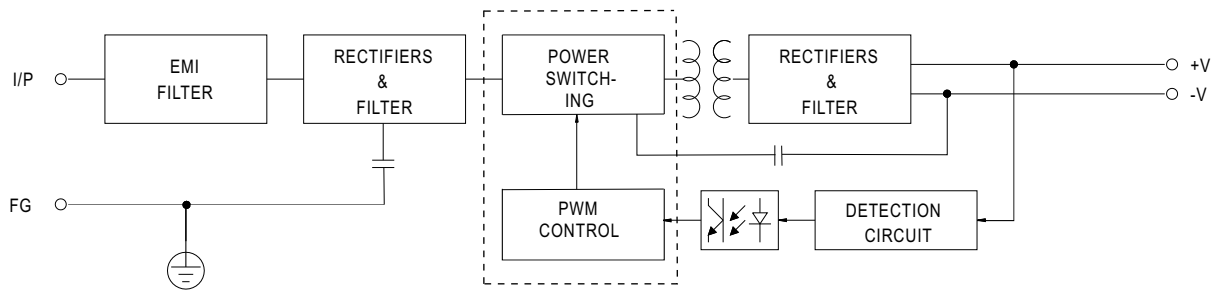 I/P
EMI
FILTER
RECTIFIERS
&
FILTER
POWER
SWITCH-
ING
RECTIFIERS
&
FILTER
+V
-V
FG
PWM
CONTROL
DETECTION
CIRCUIT